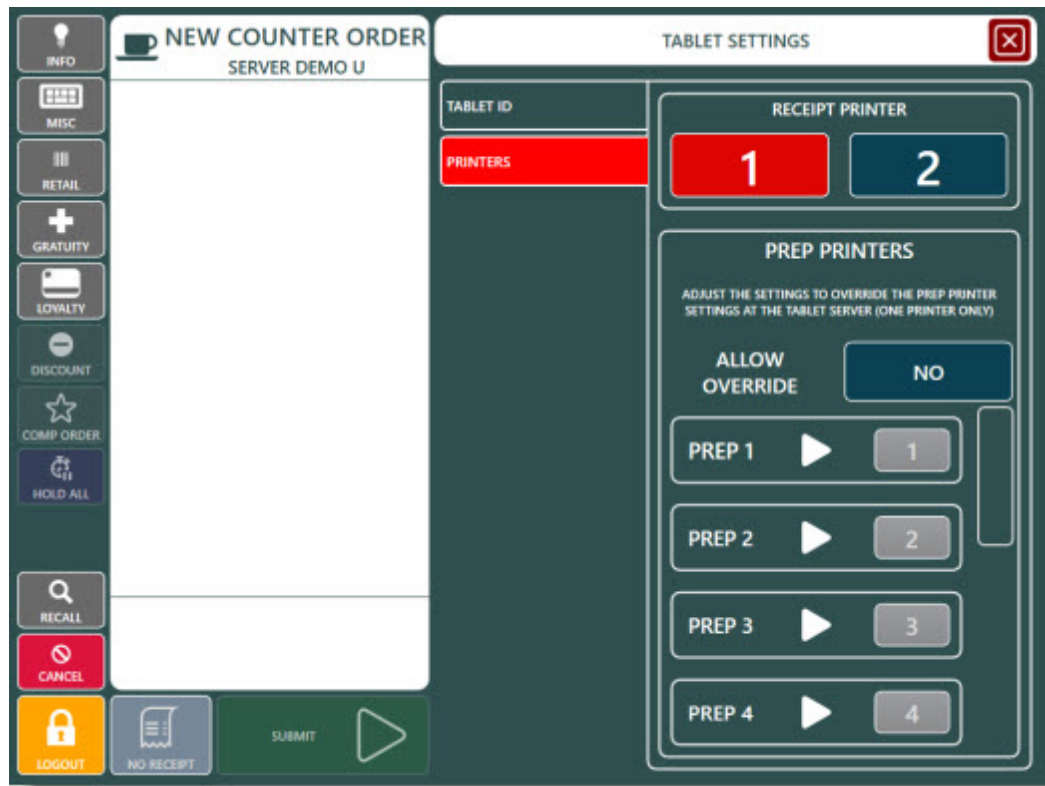 INFO
MISC
RETAIL
GRATUITY
LOYALTY
DISCOUNT
COMP ORDER
HOLD ALL
RECALL
CANCEL
LOGOUT
NEW COUNTER ORDER
SERVER DEMO U
NO RECEIPT
SUBMIT
TABLET SETTINGS
TABLET ID
PRINTERS
RECEIPT PRINTER
1 2
PREP PRINTERS
ADJUST THE SETTINGS TO OVERRIDE THE PREP PRINTER
SETTINGS AT THE TABLET SERVER (ONE PRINTER ONLY)
ALLOW
OVERRIDE
NO
PREP 1 1
PREP 2 2
PREP 3 3
PREP 4 4